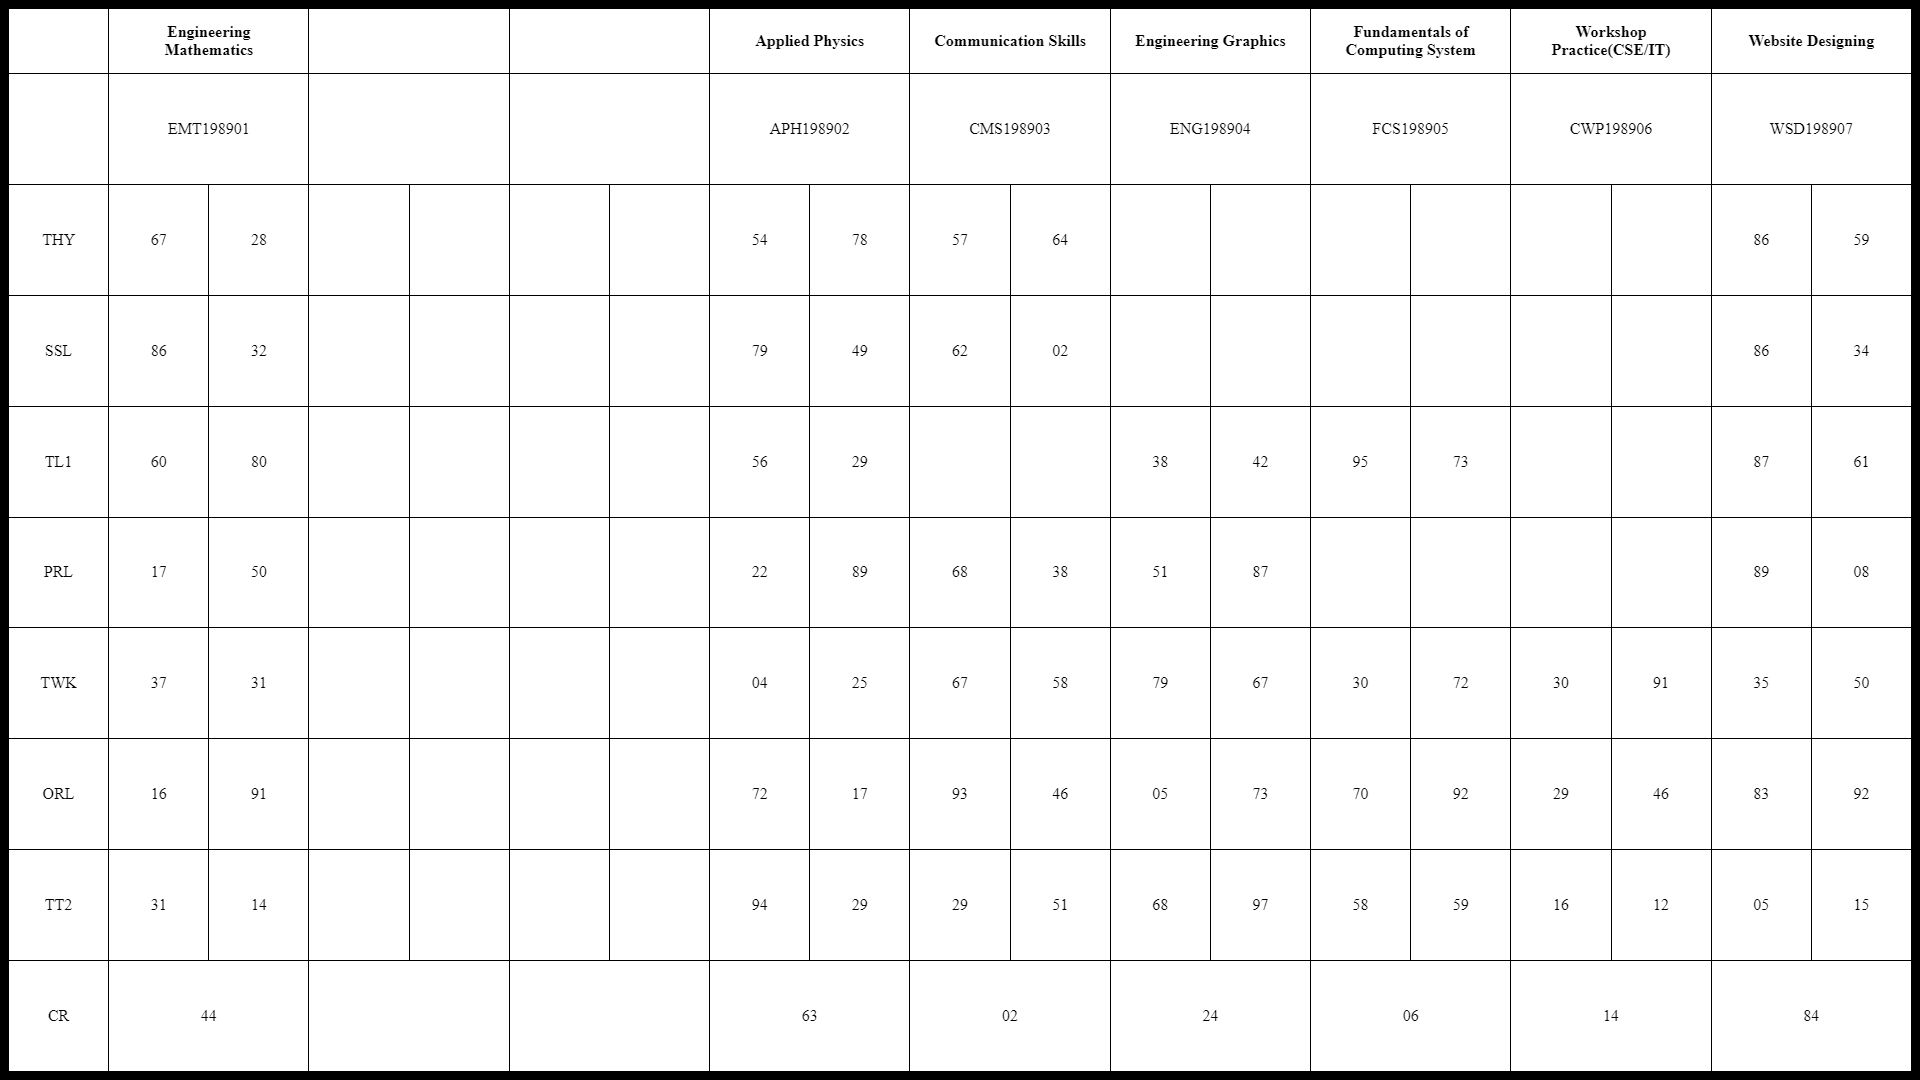 Engineering Mathematics Applied Physics Communication Skills Engineering Graphics Fundamentals of Computing System Workshop Practice(CSE/IT) Website Designing
EMT198901 APH198902 CMS198903 ENG198904 FCS198905 CWP198906 WSD198907
THY 67 28 54 78 57 64 86 59
SSL 86 32 79 49 62 02 86 34
TL1 60 80 56 29 38 42 95 73 87 61
PRL 17 50 22 89 68 38 51 87 89 08
TWK 37 31 04 25 67 58 79 67 30 72 30 91 35 50
ORL 16 91 72 17 93 46 05 73 70 92 29 46 83 92
TT2 31 14 94 29 29 51 68 97 58 59 16 12 05 15
CR 44 63 02 24 06 14 84